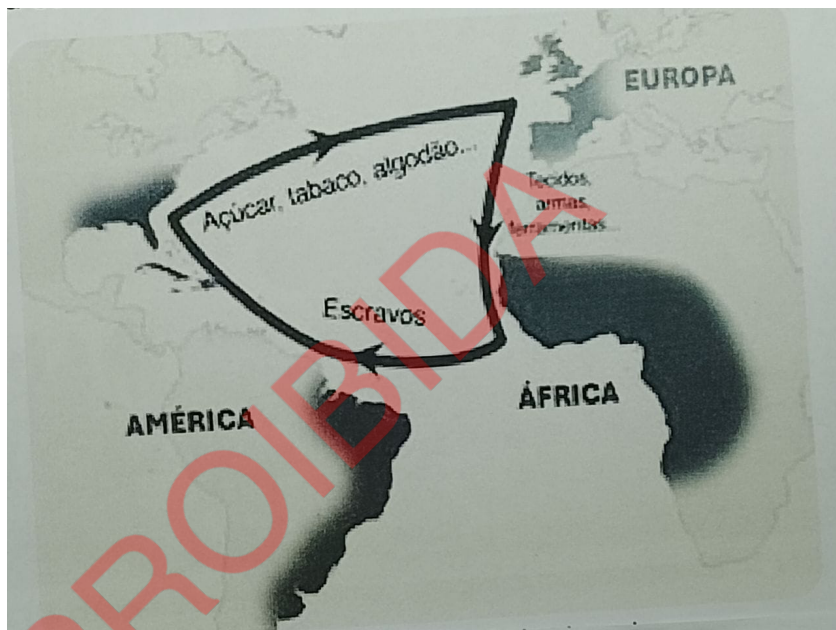 EUROPA
Açúcar, tabaco, algodão...
Tecidos,
armas,
ferramentas...
Escravos
AMÉRICA
ÁFRICA
PROIBIDA